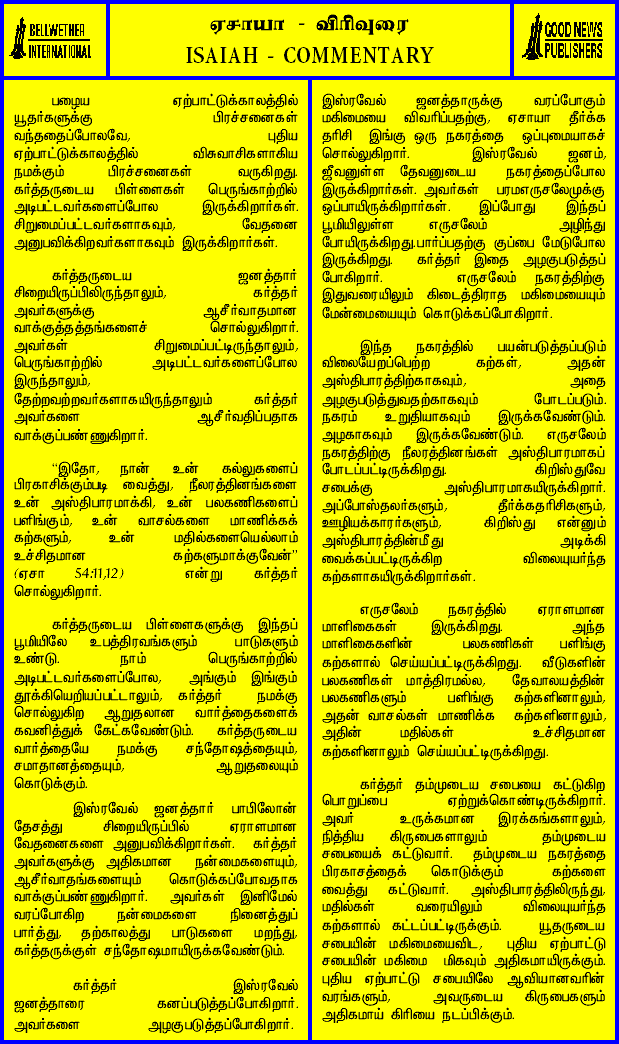 BELLWETHER
INTERNATIONAL
ஏசாயா - விரிவுரை
ISAIAH - COMMENTARY
GOOD NEWS
PUBLISHERS
பழைய ஏற்பாட்டுக்காலத்தில்
யூதர்களுக்கு பிரச்சனைகள்
வந்ததைப்போலவே, புதிய
ஏற்பாட்டுக்காலத்தில் விசுவாசிகளாகிய
நமக்கும் பிரச்சனைகள் வருகிறது.
கர்த்தருடைய பிள்ளைகள் பெருங்காற்றில்
அடிபட்டவர்களைப்போல இருக்கிறார்கள்.
சிறுமைப்பட்டவர்களாகவும், வேதனை
அனுபவிக்கிறவர்களாகவும் இருக்கிறார்கள்.
கர்த்தருடைய ஜனத்தார்
சிறையிருப்பிலிருந்தாலும், கர்த்தர்
அவர்களுக்கு ஆசீர்வாதமான
வாக்குத்தத்தங்களைச் சொல்லுகிறார்.
அவர்கள் சிறுமைப்பட்டிருந்தாலும்,
பெருங்காற்றில் அடிபட்டவர்களைப்போல
இருந்தாலும்,
தேற்றவற்றவர்களாகயிருந்தாலும் கர்த்தர்
அவர்களை ஆசீர்வதிப்பதாக
வாக்குப்பண்ணுகிறார்.
“இதோ, நான் உன் கல்லுகளைப்
பிரகாசிக்கும்படி வைத்து, நீலரத்தினங்களை
உன் அஸ்திபாரமாக்கி, உன் பலகணிகளைப்
பளிங்கும், உன் வாசல்களை மாணிக்கக்
கற்களும், உன் மதில்களையெல்லாம்
உச்சிதமான கற்களுமாக்குவேன்”
(ஏசா 54:11,12) என்று கர்த்தர்
சொல்லுகிறார்.
கர்த்தருடைய பிள்ளைகளுக்கு இந்தப்
பூமியிலே உபத்திரவங்களும் பாடுகளும்
உண்டு. நாம் பெருங்காற்றில்
அடிபட்டவர்களைப்போல, அங்கும் இங்கும்
தூக்கியெறியப்பட்டாலும், கர்த்தர் நமக்கு
சொல்லுகிற ஆறுதலான வார்த்தைகளைக்
கவனித்துக் கேட்கவேண்டும். கர்த்தருடைய
வார்த்தையே நமக்கு சந்தோஷத்தையும்,
சமாதானத்தையும், ஆறுதலையும்
கொடுக்கும்.
இஸ்ரவேல் ஜனத்தார் பாபிலோன்
தேசத்து சிறையிருப்பில் ஏராளமான
வேதனைகளை அனுபவிக்கிறார்கள். கர்த்தர்
அவர்களுக்கு அதிகமான நன்மைகளையும்,
ஆசீர்வாதங்களையும் கொடுக்கப்போவதாக
வாக்குப்பண்ணுகிறார். அவர்கள் இனிமேல்
வரப்போகிற நன்மைகளை நினைத்துப்
பார்த்து, தற்காலத்து பாடுகளை மறந்து,
கர்த்தருக்குள் சந்தோஷமாயிருக்கவேண்டும்.
கர்த்தர் இஸ்ரவேல்
ஜனத்தாரை கனப்படுத்தப்போகிறார்.
அவர்களை அழகுபடுத்தப்போகிறார்.
இஸ்ரவேல் ஜனத்தாருக்கு வரப்போகும்
மகிமையை விவரிப்பதற்கு, ஏசாயா தீர்க்க
தரிசி இங்கு ஒரு நகரத்தை ஒப்புமையாகச்
சொல்லுகிறார். இஸ்ரவேல் ஜனம்,
ஜீவனுள்ள தேவனுடைய நகரத்தைப்போல
இருக்கிறார்கள். அவர்கள் பரமஎருசலேமுக்கு
ஒப்பாயிருக்கிறார்கள். இப்போது இந்தப்
பூமியிலுள்ள எருசலேம் அழிந்து
போயிருக்கிறது.பார்ப்பதற்கு குப்பை மேடுபோல
இருக்கிறது. கர்த்தர் இதை அழகுபடுத்தப்
போகிறார். எருசலேம் நகரத்திற்கு
இதுவரையிலும் கிடைத்திராத மகிமையையும்
மேன்மையையும் கொடுக்கப்போகிறார்.
இந்த நகரத்தில் பயன்படுத்தப்படும்
விலையேறப்பெற்ற கற்கள், அதன்
அஸ்திபாரத்திற்காகவும், அதை
அழகுபடுத்துவதற்காகவும் போடப்படும்.
நகரம் உறுதியாகவும் இருக்கவேண்டும்.
அழகாகவும் இருக்கவேண்டும். எருசலேம்
நகரத்திற்கு நீலரத்தினங்கள் அஸ்திபாரமாகப்
போடப்பட்டிருக்கிறது. கிறிஸ்துவே
சபைக்கு அஸ்திபாரமாகயிருக்கிறார்.
அப்போஸ்தலர்களும், தீர்க்கதரிசிகளும்,
ஊழியக்காரர்களும், கிறிஸ்து என்னும்
அஸ்திபாரத்தின்மீது அடிக்கி
வைக்கப்பட்டிருக்கிற விலையுயர்ந்த
கற்களாகயிருக்கிறார்கள்.
எருசலேம் நகரத்தில் ஏராளமான
மாளிகைகள் இருக்கிறது. அந்த
மாளிகைகளின் பலகணிகள் பளிங்கு
கற்களால் செய்யப்பட்டிருக்கிறது. வீடுகளின்
பலகணிகள் மாத்திரமல்ல, தேவாலயத்தின்
பலகணிகளும் பளிங்கு கற்களினாலும்,
அதன் வாசல்கள் மாணிக்க கற்களினாலும்,
அதின் மதில்கள் உச்சிதமான
கற்களினாலும் செய்யப்பட்டிருக்கிறது.
கர்த்தர் தம்முடைய சபையை கட்டுகிற
பொறுப்பை ஏற்றுக்கொண்டிருக்கிறார்.
அவர் உருக்கமான இரக்கங்களாலும்,
நித்திய கிருபைகளாலும் தம்முடைய
சபையைக் கட்டுவார். தம்முடைய நகரத்தை
பிரகாசத்தைக் கொடுக்கும் கற்களை
வைத்து கட்டுவார். அஸ்திபாரத்திலிருந்து,
மதில்கள் வரையிலும் விலையுயர்ந்த
கற்களால் கட்டப்பட்டிருக்கும். யூதருடைய
சபையின் மகிமையைவிட, புதிய ஏற்பாட்டு
சபையின் மகிமை மிகவும் அதிகமாயிருக்கும்.
புதிய ஏற்பாட்டு சபையிலே ஆவியானவரின்
வரங்களும், அவருடைய கிருபைகளும்
அதிகமாய் கிரியை நடப்பிக்கும்.